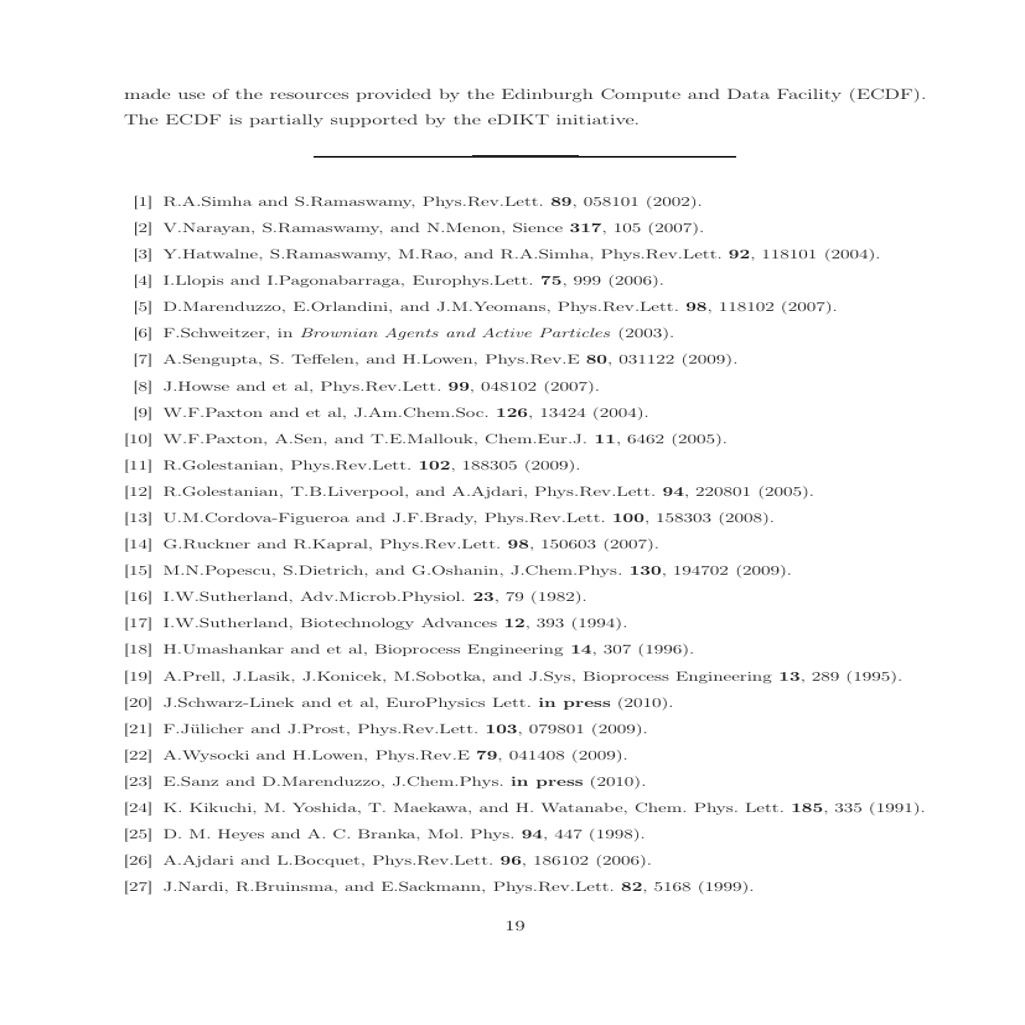 made use of the resources provided by the Edinburgh Compute and Data Facility (ECDF).
The ECDF is partially supported by the eDIKT initiative.
[1] R.A.Simha and S.Ramaswamy, Phys.Rev.Lett. 89, 058101 (2002).
[2] V.Narayan, S.Ramaswamy, and N.Menon, Sience 317, 105 (2007).
[3] Y.Hatwalne, S.Ramaswamy, M.Rao, and R.A.Simha, Phys.Rev.Lett. 92, 118101 (2004).
[4] I.Llopis and I.Pagonabarraga, Europhys.Lett. 75, 999 (2006).
[5] D.Marenduzzo, E.Orlandini, and J.M.Yeomans, Phys.Rev.Lett. 98, 118102 (2007).
[6] F.Schweitzer, in Brownian Agents and Active Particles (2003).
[7] A.Sengupta, S. Teffelen, and H.Lowen, Phys.Rev.E 80, 031122 (2009).
[8] J.Howse and et al, Phys.Rev.Lett. 99, 048102 (2007).
[9] W.F.Paxton and et al, J.Am.Chem.Soc. 126, 13424 (2004).
[10] W.F.Paxton, A.Sen, and T.E.Mallouk, Chem.Eur.J. 11, 6462 (2005).
[11] R.Golestanian, Phys.Rev.Lett. 102, 188305 (2009).
[12] R.Golestanian, T.B.Liverpool, and A.Ajdari, Phys.Rev.Lett. 94, 220801 (2005).
[13] U.M.Cordova-Figueroa and J.F.Brady, Phys.Rev.Lett. 100, 158303 (2008).
[14] G.Ruckner and R.Kapral, Phys.Rev.Lett. 98, 150603 (2007).
[15] M.N.Popescu, S.Dietrich, and G.Oshanin, J.Chem.Phys. 130, 194702 (2009).
[16] I.W.Sutherland, Adv.Microb.Physiol. 23, 79 (1982).
[17] I.W.Sutherland, Biotechnology Advances 12, 393 (1994).
[18] H.Umashankar and et al, Bioprocess Engineering 14, 307 (1996).
[19] A.Prell, J.Lasik, J.Konicek, M.Sobotka, and J.Sys, Bioprocess Engineering 13, 289 (1995).
[20] J.Schwarz-Linek and et al, EuroPhysics Lett. in press (2010).
[21] F.Jülicher and J.Prost, Phys.Rev.Lett. 103, 079801 (2009).
[22] A.Wysocki and H.Lowen, Phys.Rev.E 79, 041408 (2009).
[23] E.Sanz and D.Marenduzzo, J.Chem.Phys. in press (2010).
[24] K. Kikuchi, M. Yoshida, T. Maekawa, and H. Watanabe, Chem. Phys. Lett. 185, 335 (1991).
[25] D. M. Heyes and A. C. Branka, Mol. Phys. 94, 447 (1998).
[26] A.Ajdari and L.Bocquet, Phys.Rev.Lett. 96, 186102 (2006).
[27] J.Nardi, R.Bruinsma, and E.Sackmann, Phys.Rev.Lett. 82, 5168 (1999).
19